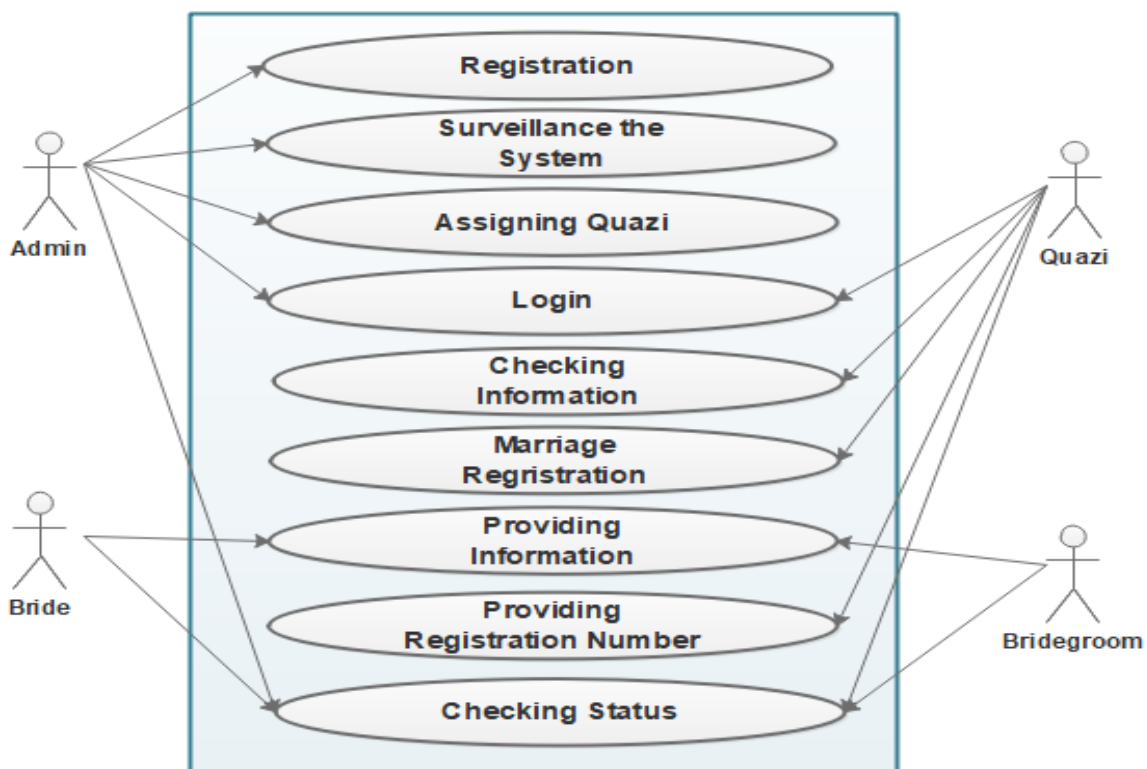 Registration
Surveillance the
System
Admin
Assigning Quazi
Quazi
Login
Checking
Information
Marriage
Regristration
Providing
Information
Bride
Bridegroom
Providing
Registration Number
Checking Status